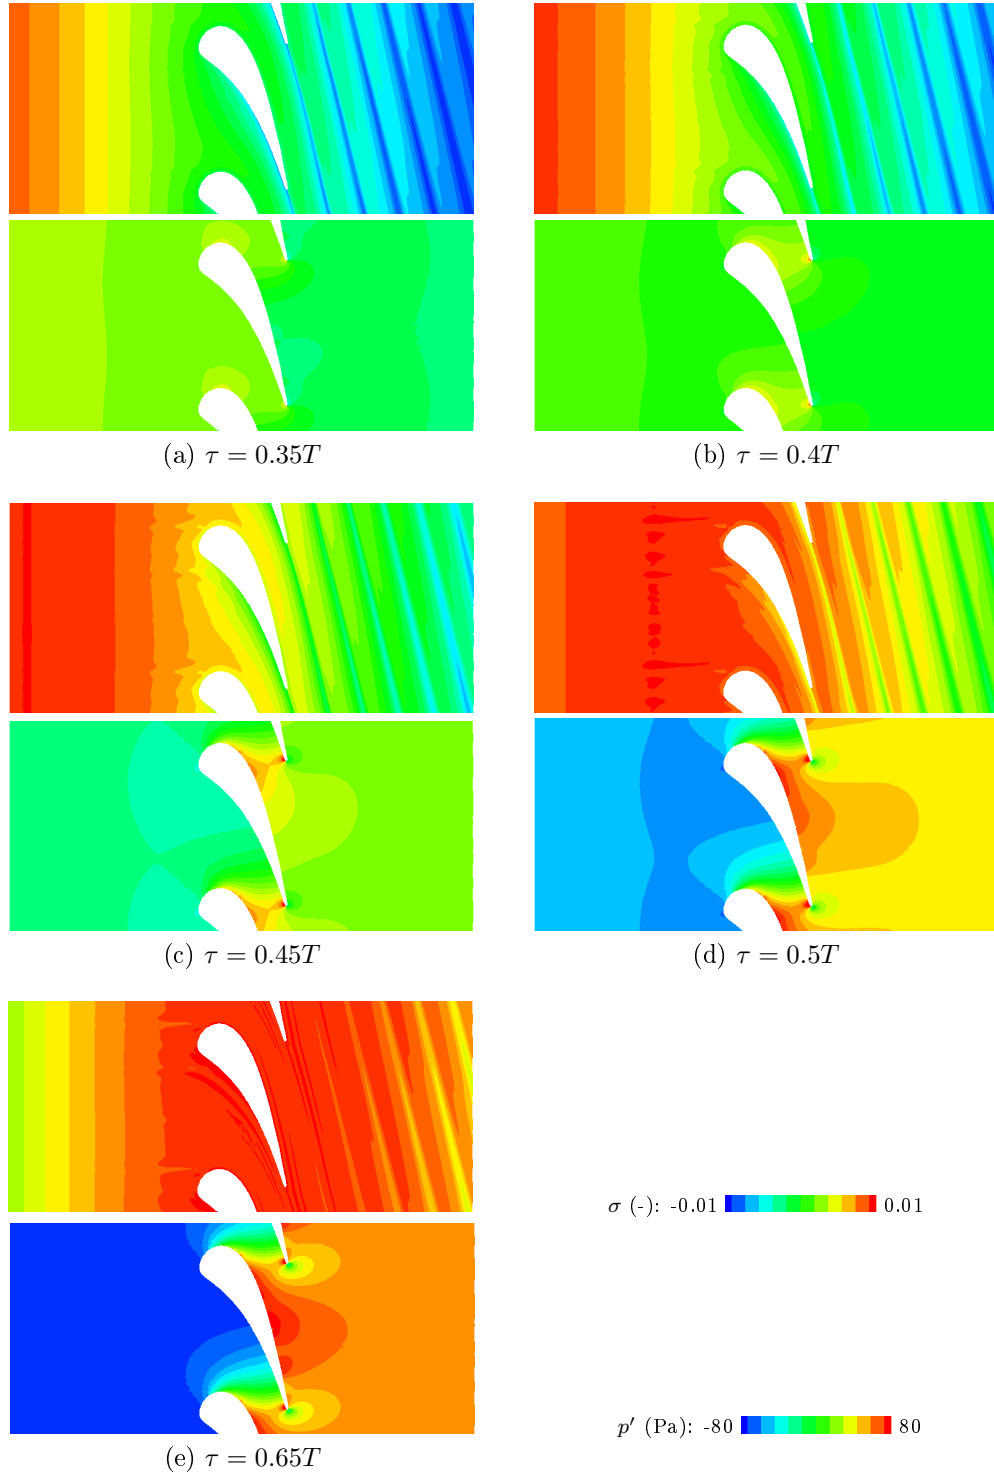 (a) τ = 0.35T
(b) τ = 0.4T
(c) τ = 0.45T
(d) τ = 0.5T
σ (-): -0.01 0.01
p′ (Pa): -80 80
(e) τ = 0.65T